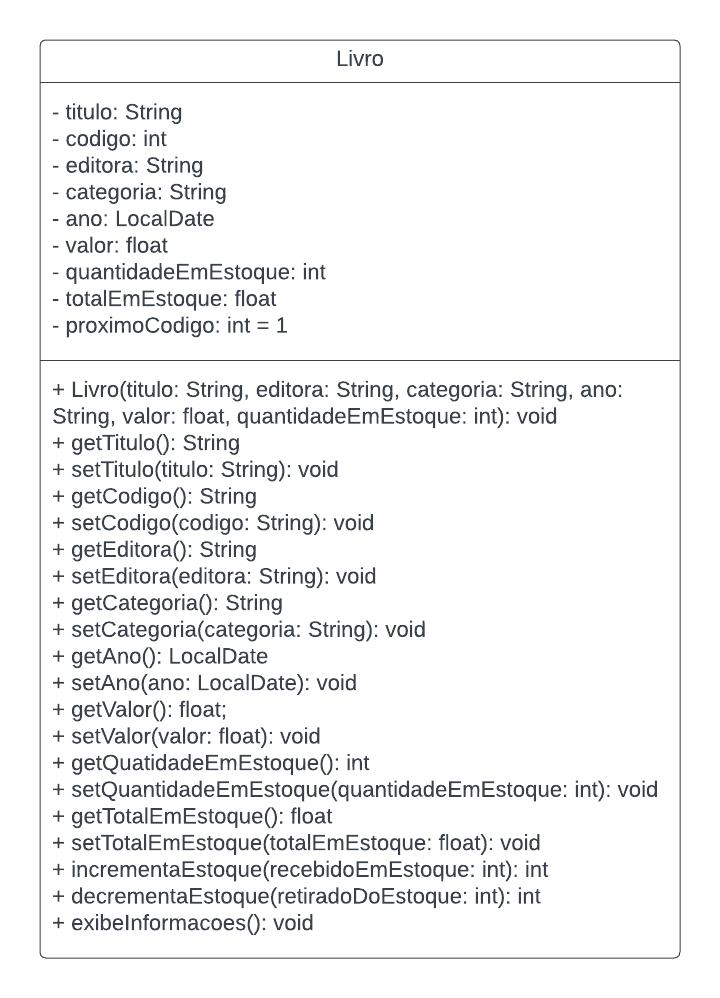 Livro
- titulo: String
- codigo: int
- editora: String
- categoria: String
- ano: LocalDate
- valor: float
- quantidadeEmEstoque: int
- totalEmEstoque: float
- proximoCodigo: int = 1
+ Livro(titulo: String, editora: String, categoria: String, ano:
String, valor: float, quantidadeEmEstoque: int): void
+ getTitulo(): String
+ setTitulo(titulo: String): void
+ getCodigo(): String
+ setCodigo(codigo: String): void
+ getEditora(): String
+ setEditora(editora: String): void
+ getCategoria(): String
+ setCategoria(categoria: String): void
+ getAno(): LocalDate
+ setAno(ano: LocalDate): void
+ getValor(): float;
+ setValor(valor: float): void
+ getQuatidadeEmEstoque(): int
+ setQuantidadeEmEstoque(quantidadeEmEstoque: int): void
+ getTotalEmEstoque(): float
+ setTotalEmEstoque(totalEmEstoque: float): void
+ incrementaEstoque(recebidoEmEstoque: int): int
+ decrementaEstoque(retiradoDoEstoque: int): int
+ exibeInformacoes(): void